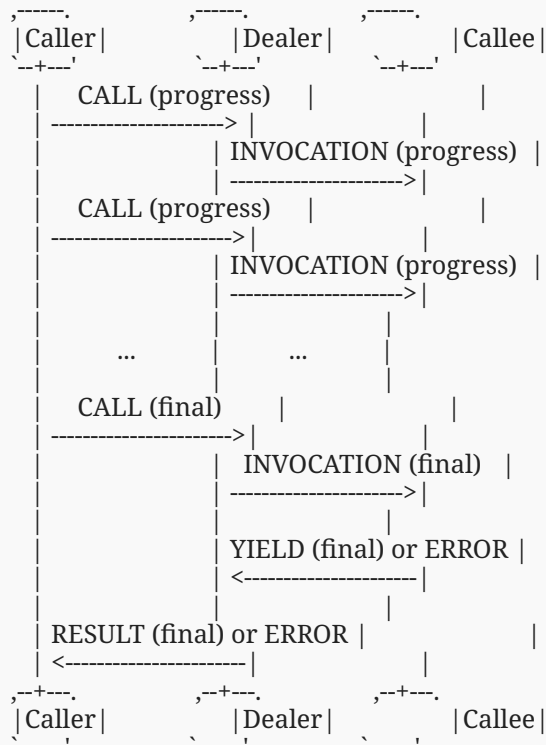 ,------.          ,------.          ,------.
|Caller|          |Dealer|          |Callee|
`--+---'          `--+---'          `--+---'
|   CALL (progress)   |                |
| ----------------------> |                |
|                | INVOCATION (progress)  |
|                | ---------------------->|
|   CALL (progress)   |                |
| ---------------------->|                |
|                | INVOCATION (progress)  |
|                | ---------------------->|
|                |                |
|       ...       |       ...       |
|                |                |
|   CALL (final)      |                |
| ---------------------->|                |
|                |  INVOCATION (final)   |
|                | ---------------------->|
|                |                |
|                | YIELD (final) or ERROR |
|                | <----------------------|
|                |                |
| RESULT (final) or ERROR |                |
| <-----------------------|                |
,--+---.          ,--+---.          ,--+---.
|Caller|          |Dealer|          |Callee|
`------'          `------'          `------'